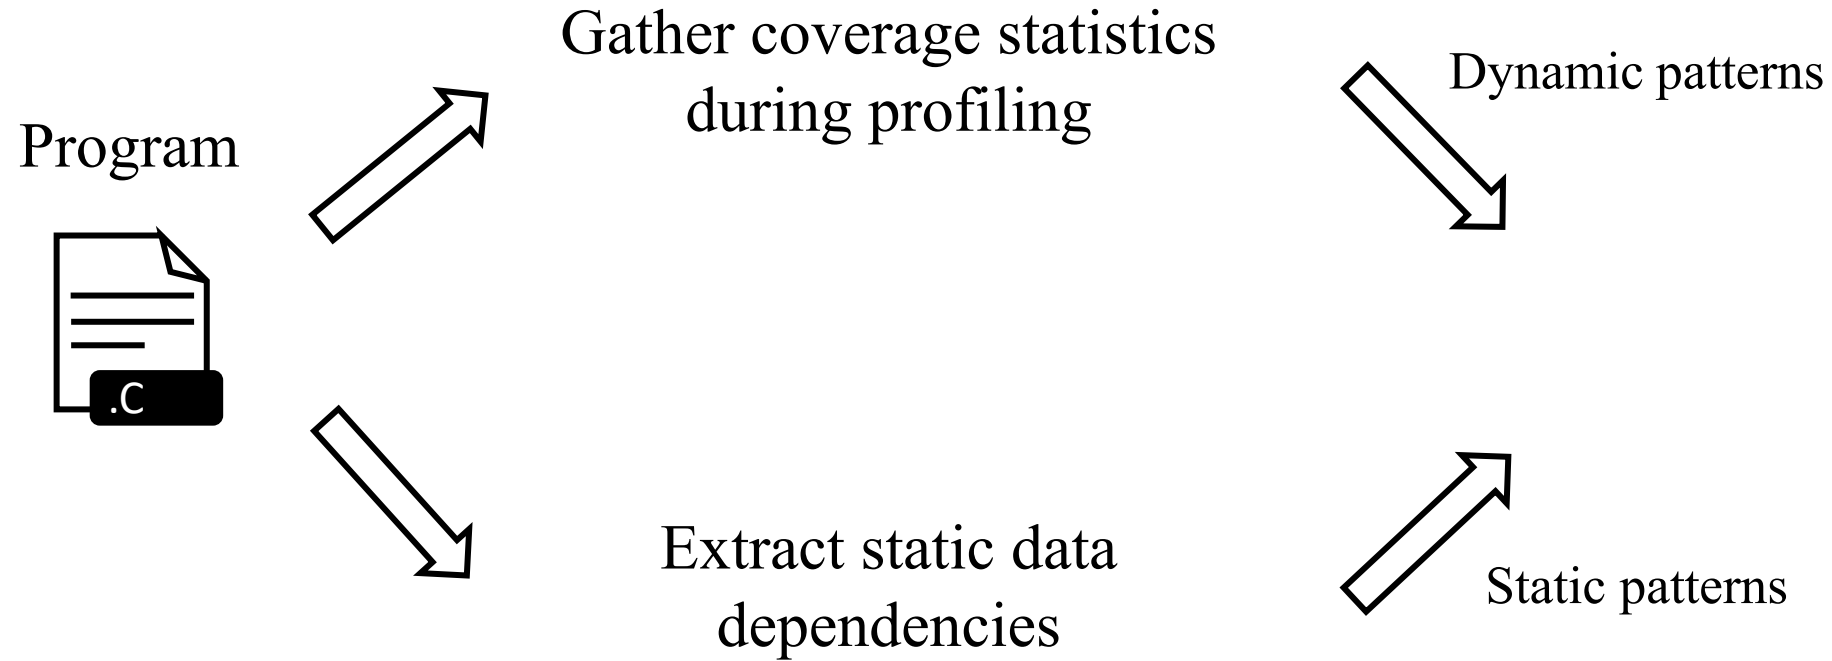 Program
.C
Gather coverage statistics
during profiling
Extract static data
dependencies
Dynamic patterns
Static patterns